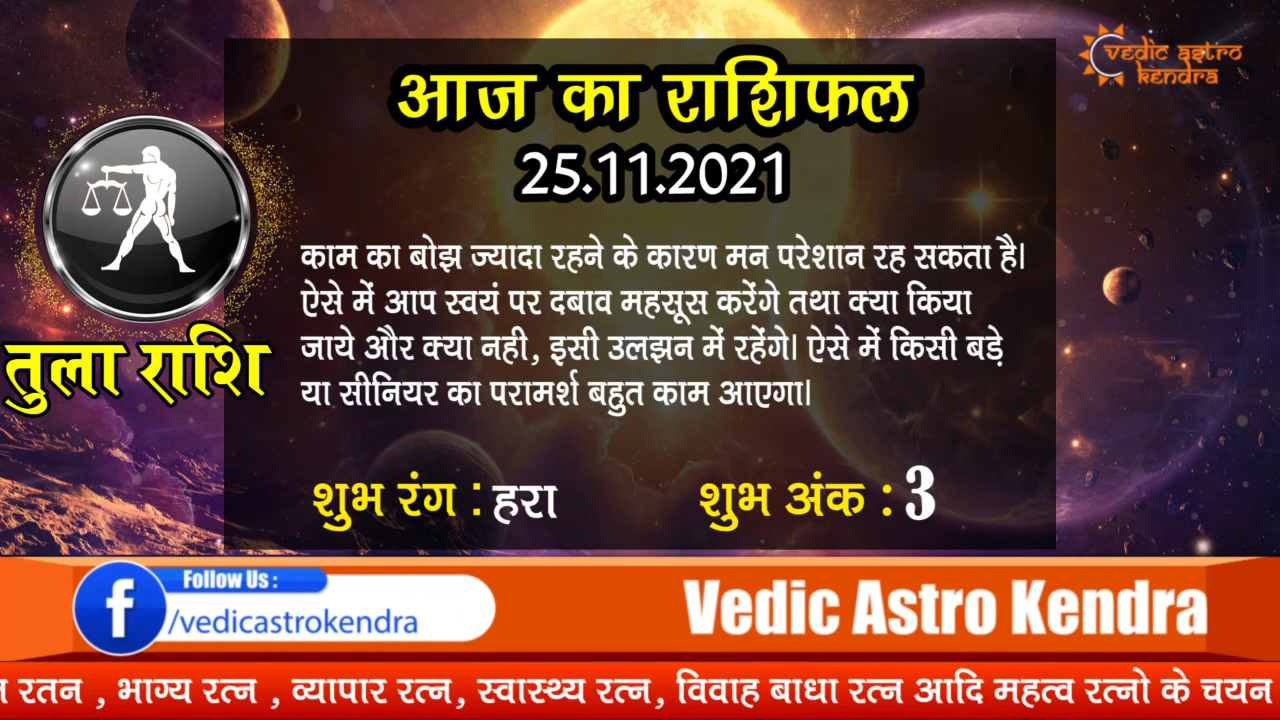 vedic astro
kendra
आज का राशिफल
25.11.2021
काम का बोझ ज्यादा रहने के कारण मन परेशान रह सकता है।
ऐसे में आप स्वयं पर दबाव महसूस करेंगे तथा क्या किया
जाये और क्या नही, इसी उलझन में रहेंगे। ऐसे में किसी बड़े
या सीनियर का परामर्श बहुत काम आएगा।
तुला राशि
शुभ रंग : हरा
शुभ अंक : 3
Follow Us :
f /vedicastrokendra
Vedic Astro Kendra
रतन , भाग्य रत्न , व्यापार रत्न, स्वास्थ्य रत्न, विवाह बाधा रत्न आदि महत्व रत्नो के चयन